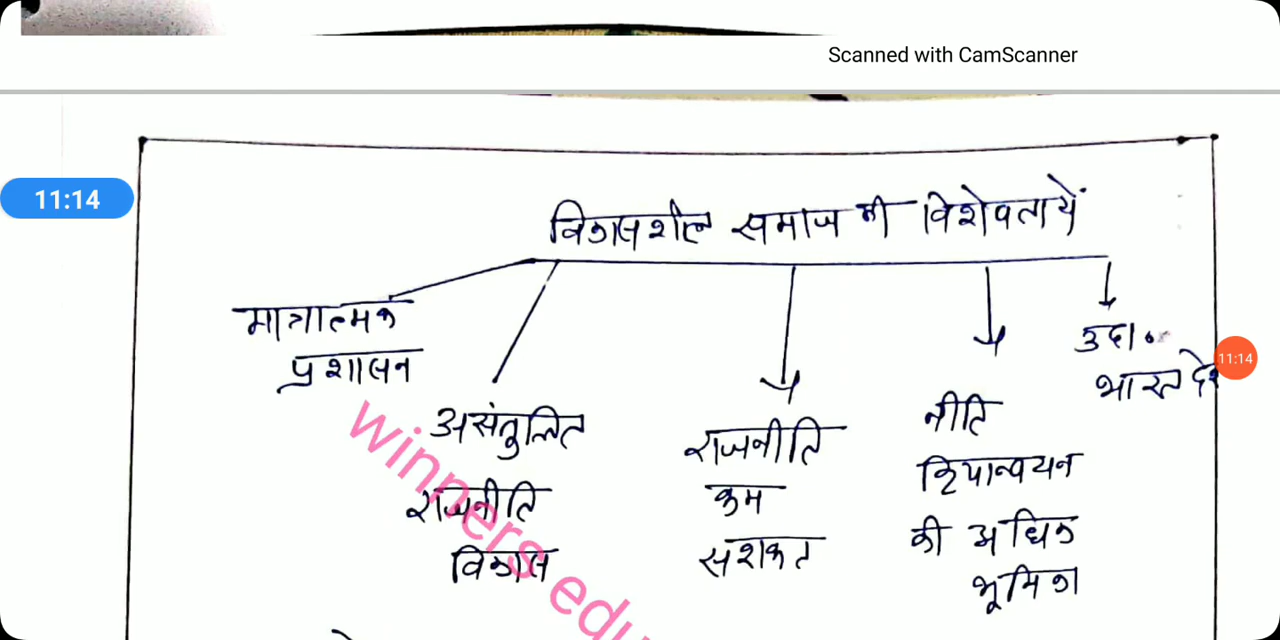 Scanned with CamScanner
11:14
विकासशील समाज की विशेषतायें
मात्रात्मक
प्रशासन
असंतुलित
राजनीति
विकास
राजनीति
कम
सशक्त
नीति
क्रियान्वयन
की अधिक
भूमिका
उदा०
भारत देश
11:14
winners edu